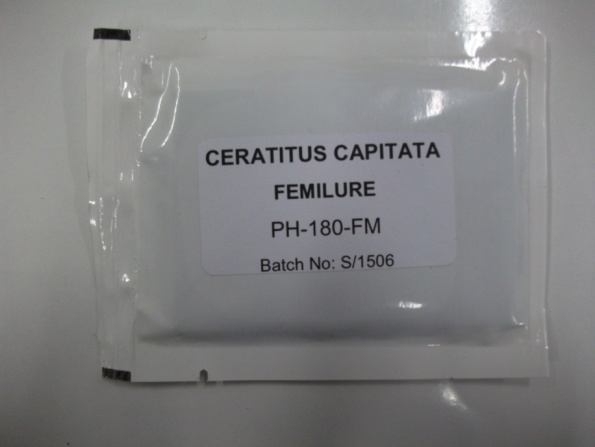 CERATITUS CAPITATA
FEMILURE
PH-180-FM
Batch No: S/1506